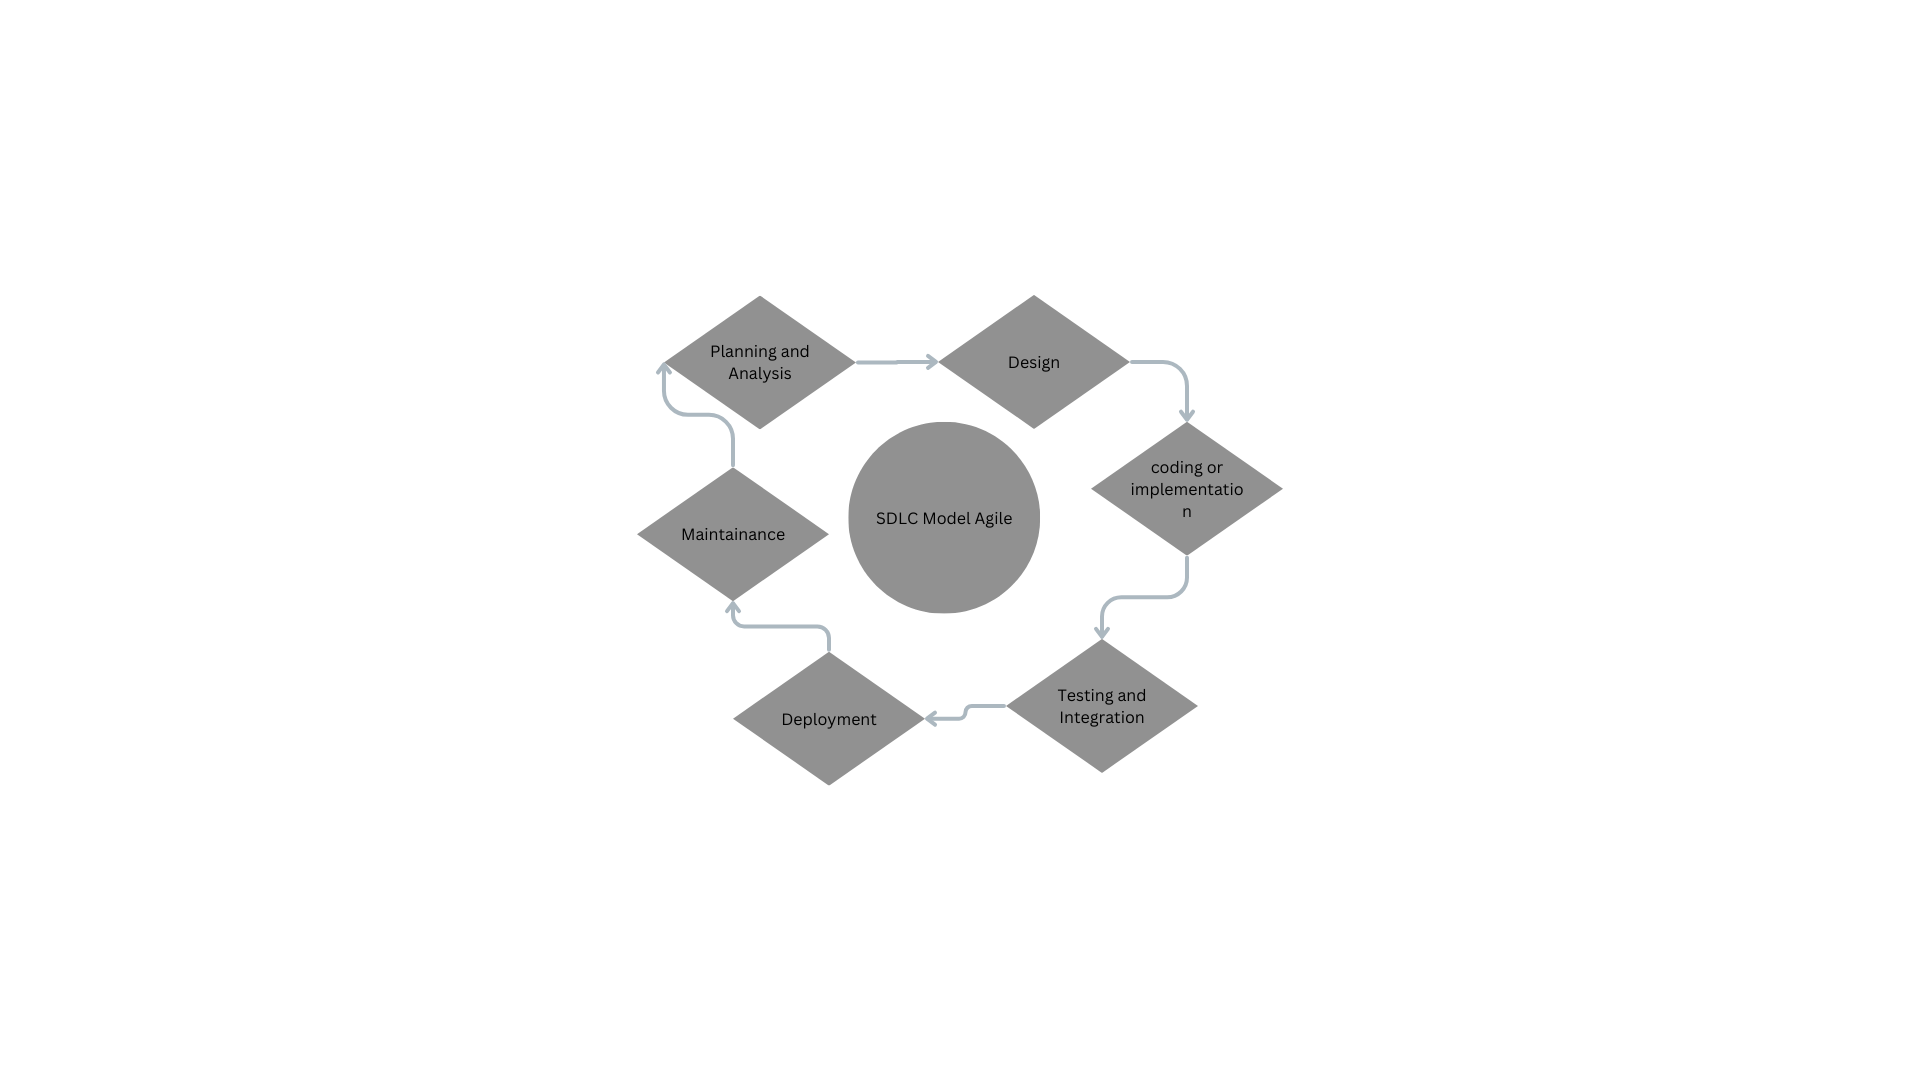 Planning and
Analysis
Design
coding or
implementatio
n
SDLC Model Agile
Maintainance
Testing and
Integration
Deployment